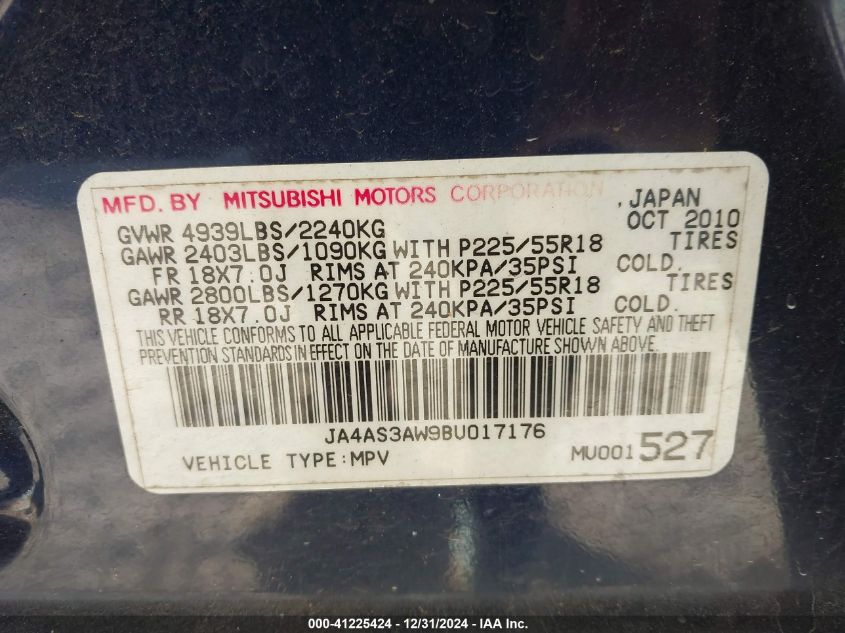 MFD. BY MITSUBISHI MOTORS CORPORATION , JAPAN
GVWR 4939LBS/2240KG OCT 2010
GAWR 2403LBS/1090KG WITH P225/55R18 TIRES
FR 18X7.0J RIMS AT 240KPA/35PSI COLD.
GAWR 2800LBS/1270KG WITH P225/55R18 TIRES
RR 18X7.0J RIMS AT 240KPA/35PSI COLD.
THIS VEHICLE CONFORMS TO ALL APPLICABLE FEDERAL MOTOR VEHICLE SAFETY AND THEFT
PREVENTION STANDARDS IN EFFECT ON THE DATE OF MANUFACTURE SHOWN ABOVE.
JA4AS3AW9BU017176
VEHICLE TYPE:MPV MU001527
000-41225424 - 12/31/2024 - IAA Inc.